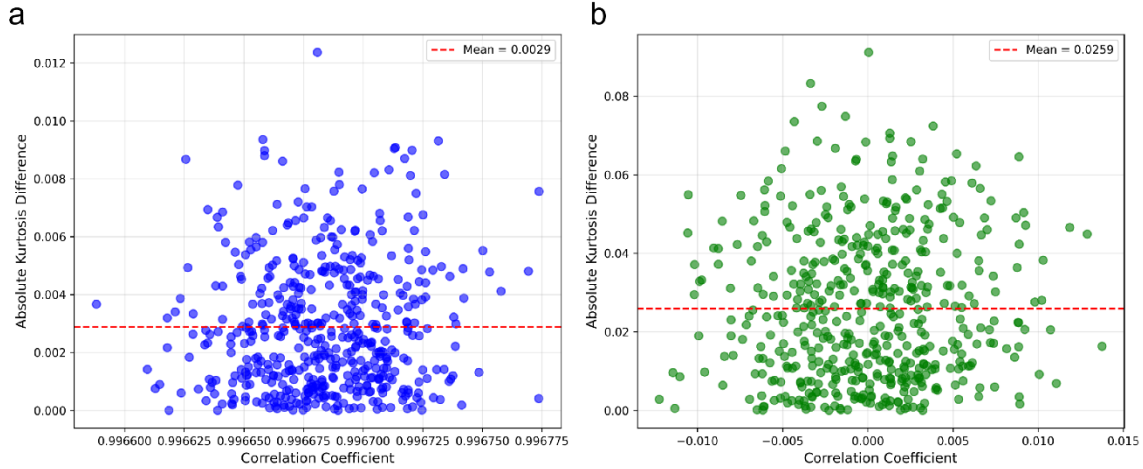 a
Mean = 0.0029
Absolute Kurtosis Difference
0.012
0.010
0.008
0.006
0.004
0.002
0.000
0.996600 0.996625 0.996650 0.996675 0.996700 0.996725 0.996750 0.996775
Correlation Coefficient
b
Mean = 0.0259
Absolute Kurtosis Difference
0.08
0.06
0.04
0.02
0.00
−0.010 −0.005 0.000 0.005 0.010 0.015
Correlation Coefficient